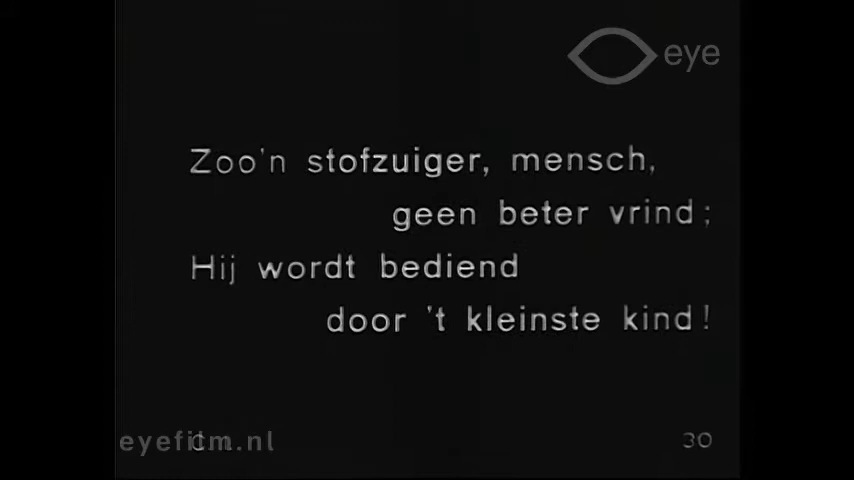 eye
Zoo'n stofzuiger, mensch,
geen beter vrind;
Hij wordt bediend
door 't kleinste kind!
eyefilm.nl
30